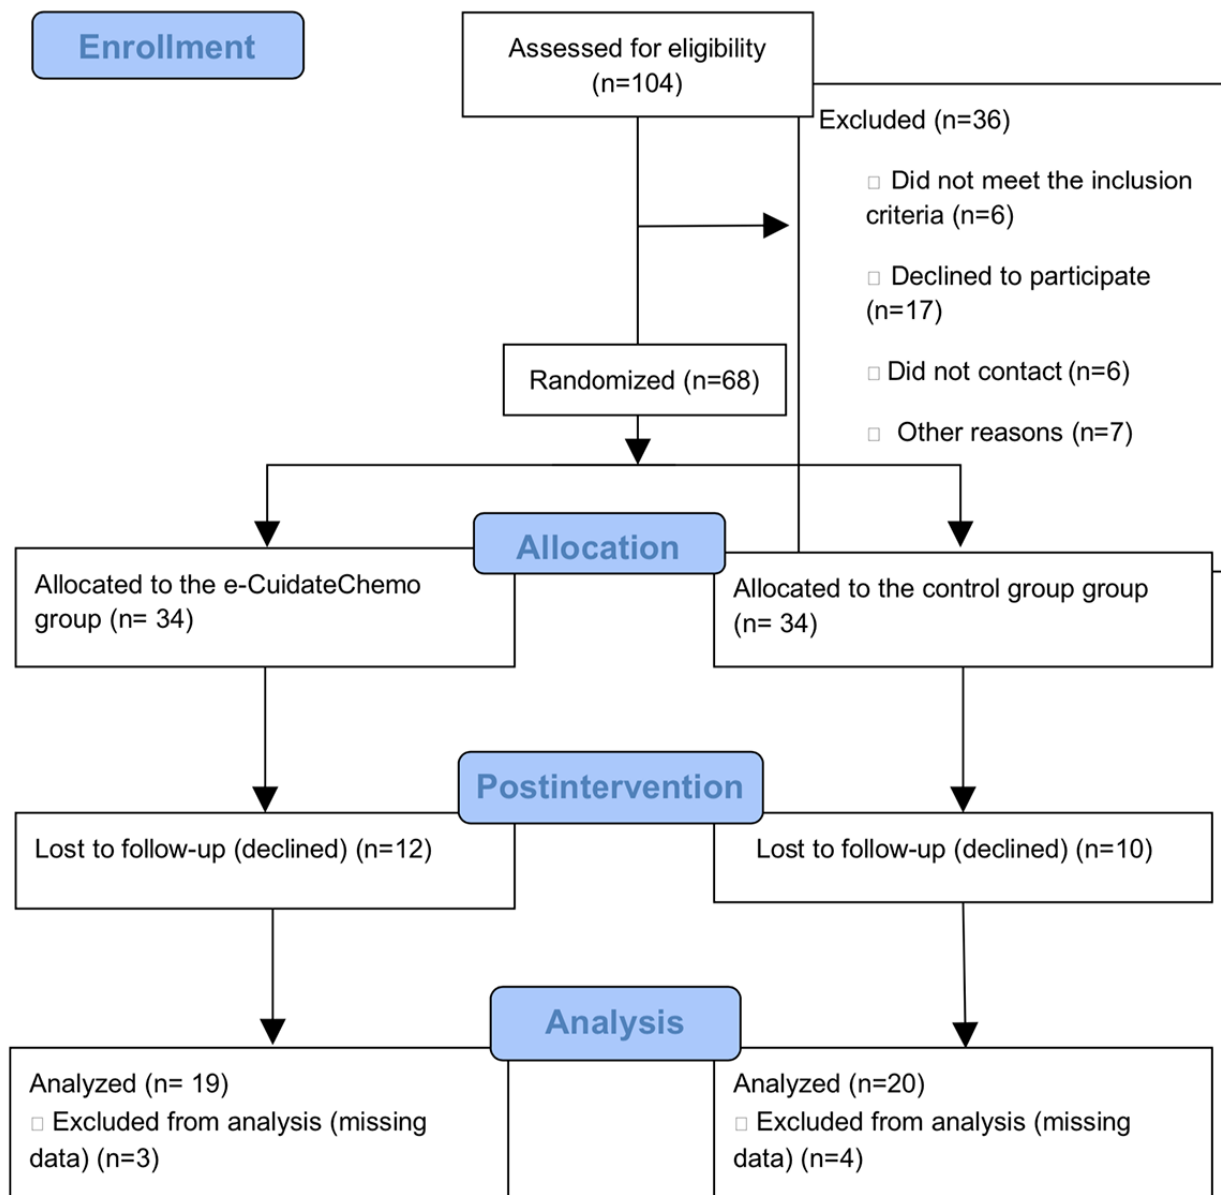 Enrollment
Assessed for eligibility
(n=104)
Excluded (n=36)
□ Did not meet the inclusion
criteria (n=6)
□ Declined to participate
(n=17)
□ Did not contact (n=6)
□ Other reasons (n=7)
Randomized (n=68)
Allocation
Allocated to the e-CuidateChemo
group (n= 34)
Allocated to the control group group
(n= 34)
Postintervention
Lost to follow-up (declined) (n=12)
Lost to follow-up (declined) (n=10)
Analysis
Analyzed (n= 19)
□ Excluded from analysis (missing
data) (n=3)
Analyzed (n=20)
□ Excluded from analysis (missing
data) (n=4)